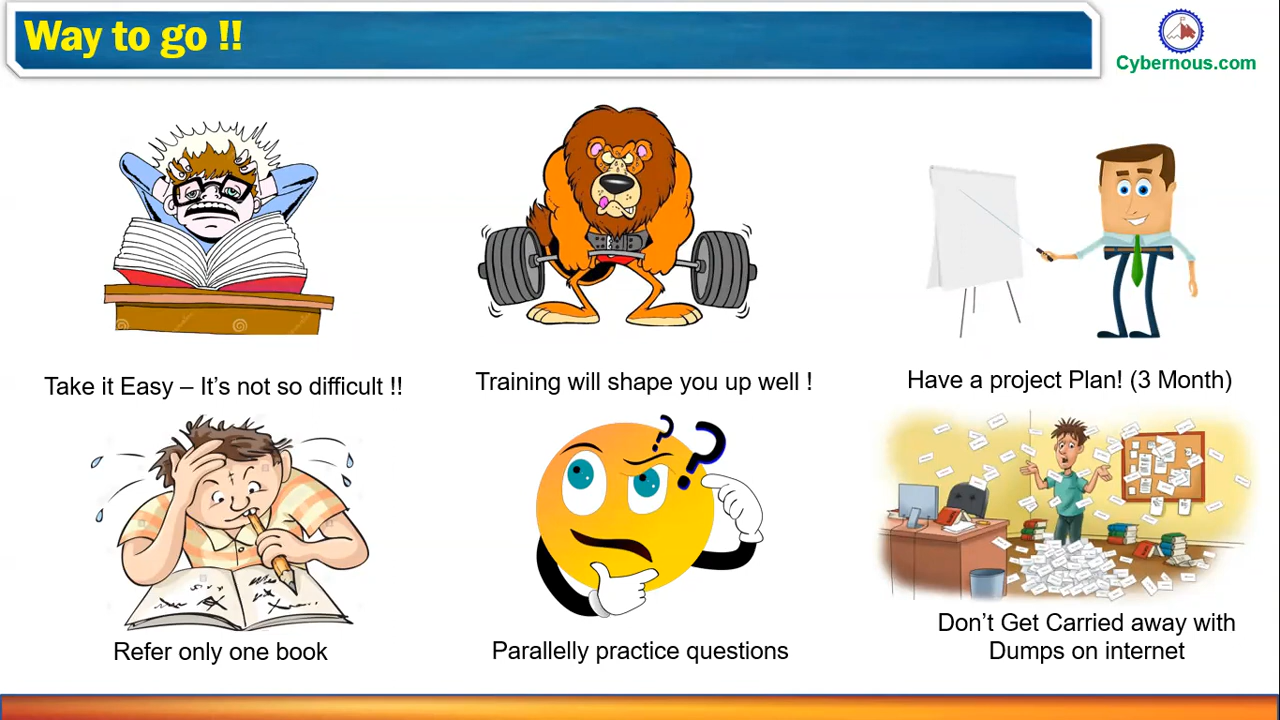 Way to go !!
Cybernous.com
Take it Easy – It's not so difficult !!
Training will shape you up well !
Have a project Plan! (3 Month)
Refer only one book
Parallelly practice questions
Don't Get Carried away with
Dumps on internet